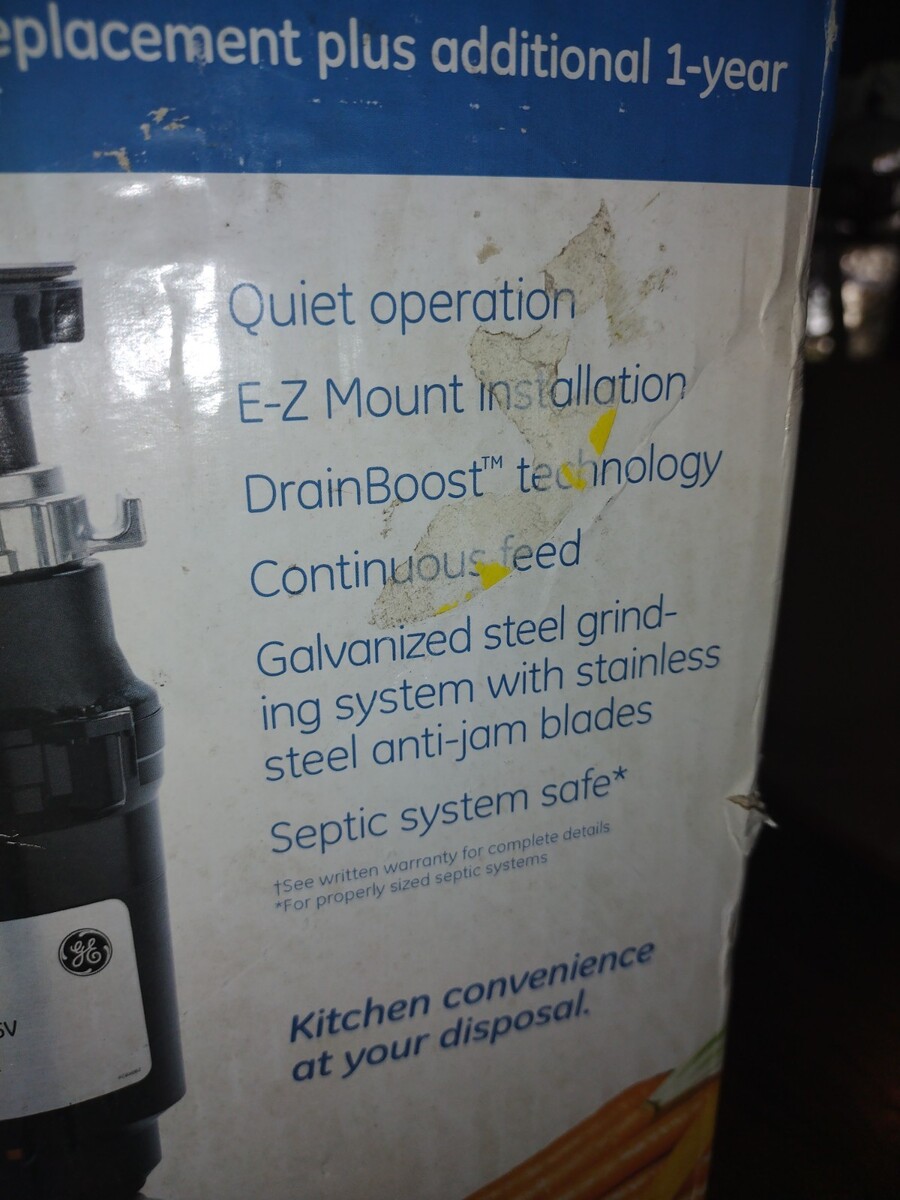 eplacement plus additional 1-year
Quiet operation
E-Z Mount installation
DrainBoost™ technology
Continuous feed
Galvanized steel grind-
ing system with stainless
steel anti-jam blades
Septic system safe*
†See written warranty for complete details
*For properly sized septic systems
GE
Kitchen convenience
at your disposal.